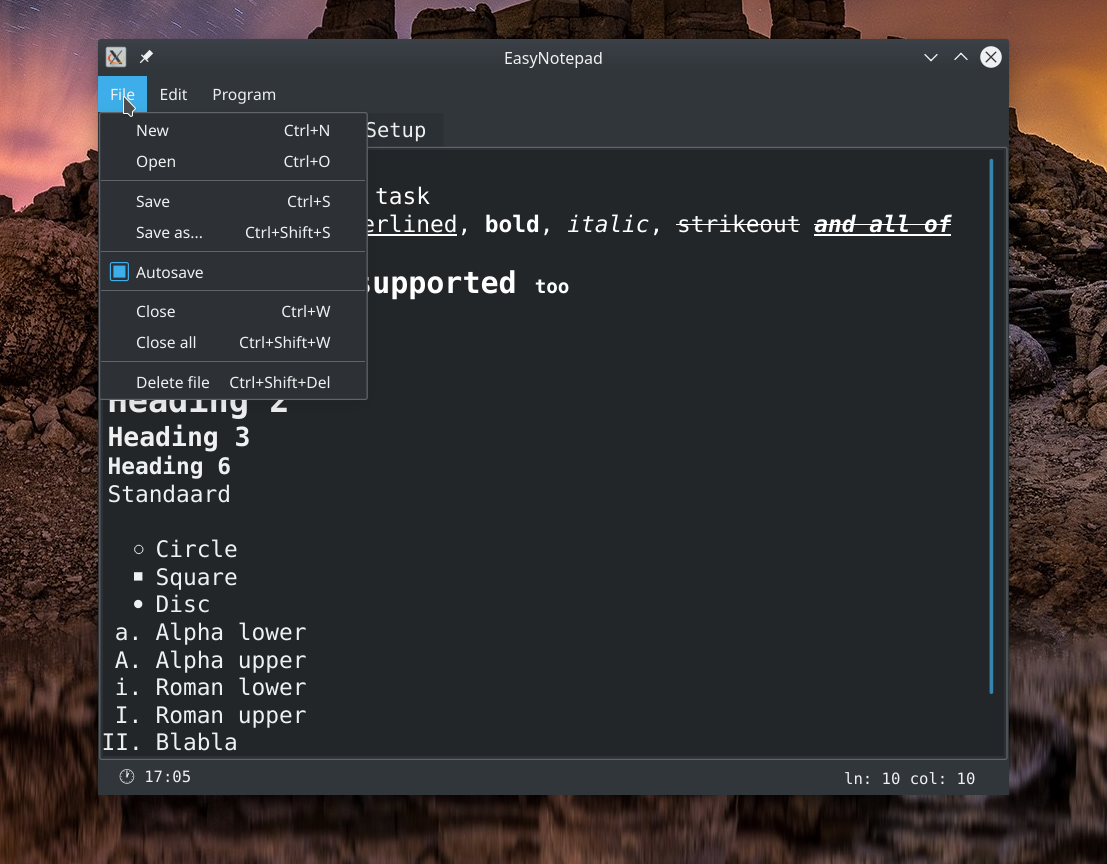 EasyNotepad
File Edit Program
Setup
New Ctrl+N
Open Ctrl+O
Save Ctrl+S
Save as... Ctrl+Shift+S
Autosave
Close Ctrl+W
Close all Ctrl+Shift+W
Delete file Ctrl+Shift+Del
task
erlined, bold, italic, strikeout and all of
supported too
Heading 2
Heading 3
Heading 6
Standaard
○ Circle
▪ Square
• Disc
a. Alpha lower
A. Alpha upper
i. Roman lower
I. Roman upper
II. Blabla
17:05 ln: 10 col: 10